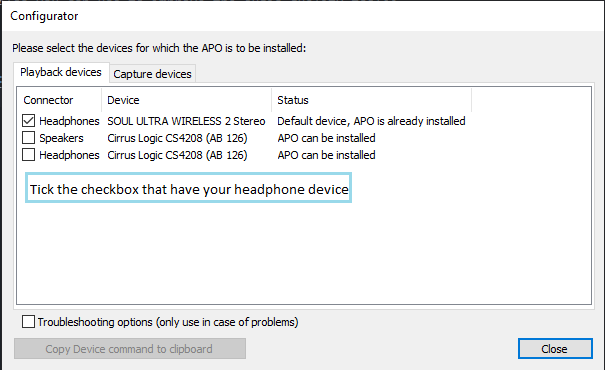 Configurator
Please select the devices for which the APO is to be installed:
Playback devices Capture devices
Connector Device Status
Headphones SOUL ULTRA WIRELESS 2 Stereo Default device, APO is already installed
Speakers Cirrus Logic CS4208 (AB 126) APO can be installed
Headphones Cirrus Logic CS4208 (AB 126) APO can be installed
Tick the checkbox that have your headphone device
Troubleshooting options (only use in case of problems)
Copy Device command to clipboard Close